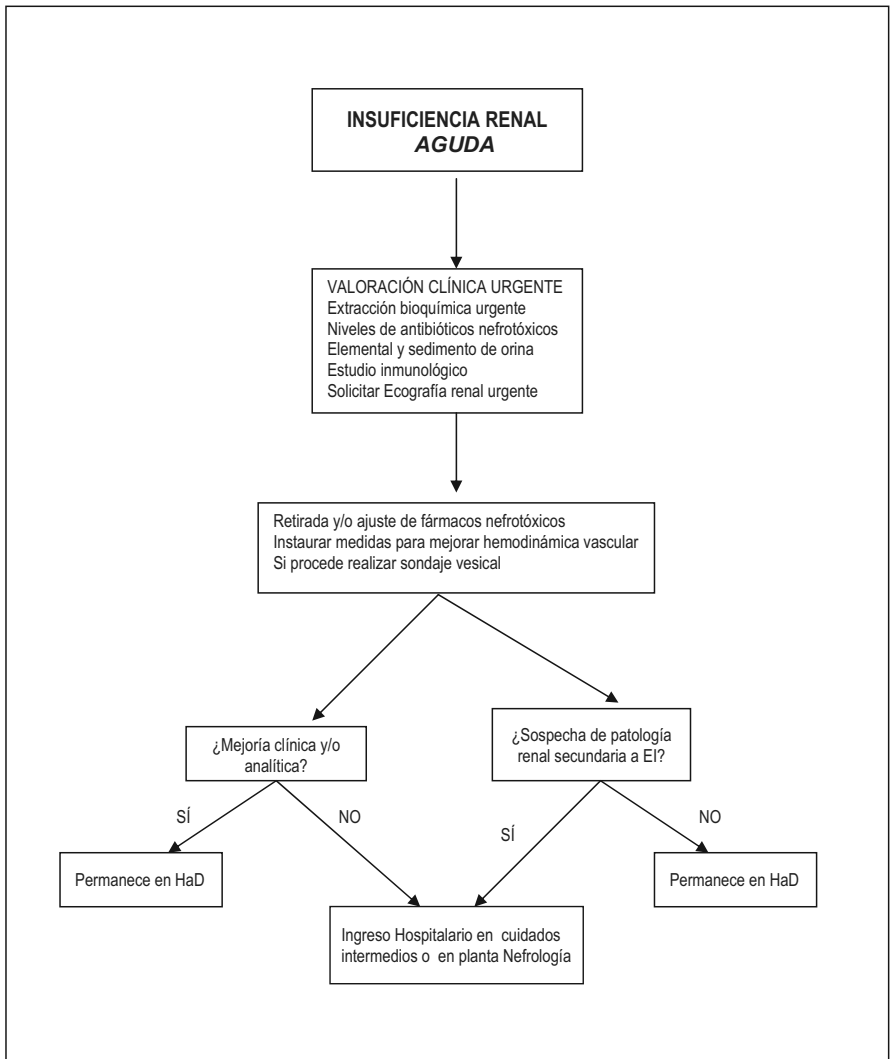 INSUFICIENCIA RENAL
AGUDA
VALORACIÓN CLÍNICA URGENTE
Extracción bioquímica urgente
Niveles de antibióticos nefrotóxicos
Elemental y sedimento de orina
Estudio inmunológico
Solicitar Ecografía renal urgente
Retirada y/o ajuste de fármacos nefrotóxicos
Instaurar medidas para mejorar hemodinámica vascular
Si procede realizar sondaje vesical
¿Mejoría clínica y/o
analítica?
¿Sospecha de patología
renal secundaria a EI?
SÍ
NO
SÍ
NO
Permanece en HaD
Permanece en HaD
Ingreso Hospitalario en cuidados
intermedios o en planta Nefrología